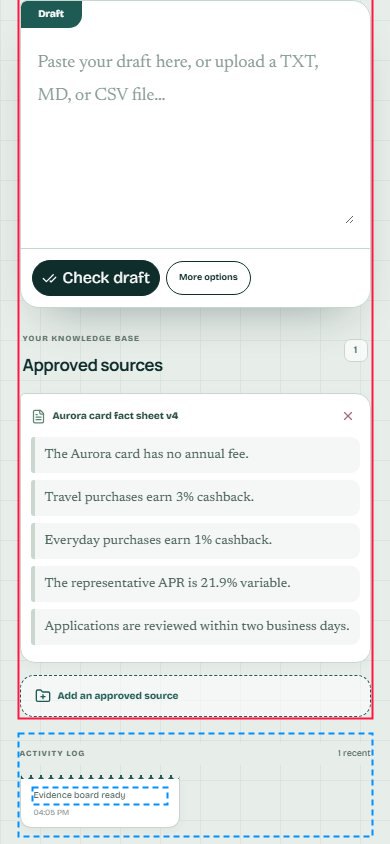 Draft
Paste your draft here, or upload a TXT,
MD, or CSV file...
Check draft
More options
YOUR KNOWLEDGE BASE
Approved sources
1
Aurora card fact sheet v4
The Aurora card has no annual fee.
Travel purchases earn 3% cashback.
Everyday purchases earn 1% cashback.
The representative APR is 21.9% variable.
Applications are reviewed within two business days.
Add an approved source
ACTIVITY LOG
1 recent
Evidence board ready
04:05 PM